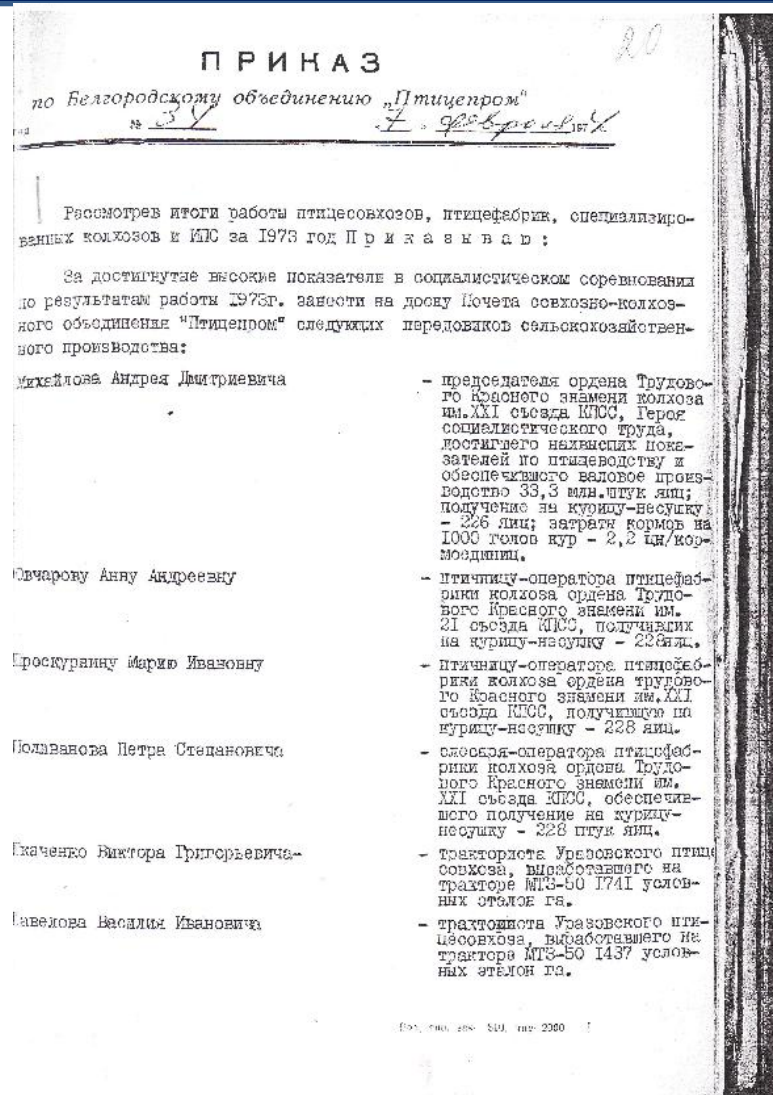 20
ПРИКАЗ
по Белгородскому объединению „Птицепром"
№ 34 „7" февраля 1974
Рассмотрев итоги работы птицесовхозов, птицефабрик, специализиро-
ванных колхозов и ИПС за 1973 год П р и к а з ы в а ю :
За достигнутые высокие показатели в социалистическом соревновании
по результатам работы 1973г. занести на доску Почета совхозно-колхоз-
ного объединения "Птицепром" следующих передовиков сельскохозяйствен-
ного производства:
Михайлова Андрея Дмитриевича
– председателя ордена Трудово-
го Красного знамени колхоза
им.XXI съезда КПСС, Героя
социалистического труда,
достигшего наивысших пока-
зателей по птицеводству и
обеспечившего валовое произ-
водство 33,3 млн.штук яиц;
получение на курицу-несушку
– 226 яиц; затраты кормов на
1000 голов кур – 2,2 цн/кор-
моединиц.
Овчарову Анну Андреевну
– птичницу-оператора птицефаб-
рики колхоза ордена Трудо-
вого Красного знамени им.
21 съезда КПСС, получивших
на курицу-несушку – 228яиц.
Проскурнину Марию Ивановну
– птичницу-оператора птицефаб-
рики колхоза ордена трудово-
го Красного знамени им.XXI
съезда КПСС, получившую на
курицу-несушку – 228 яиц.
Поливанова Петра Степановича
– слесаря-оператора птицефаб-
рики колхоза ордена Трудо-
вого Красного знамени им.
XXI съезда КПСС, обеспечив-
шого получение на курицу-
несушку – 228 штук яиц.
Ткаченко Виктора Григорьевича-
– тракториста Уразовского птице
совхоза, выработавшего на
тракторе МТЗ-50 1741 услов-
ных эталон га.
Павелова Василия Ивановича
– тракториста Уразовского пти-
цесовхоза, выработавшего на
тракторе МТЗ-50 1437 услов-
ных эталон га.